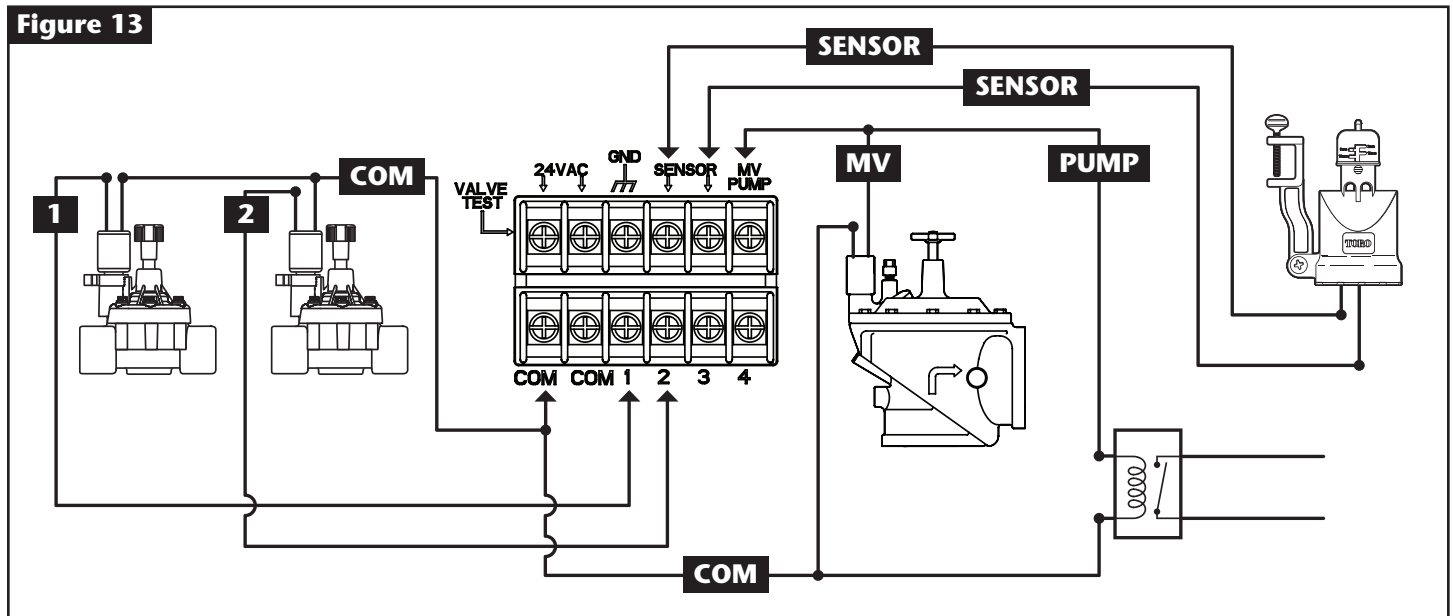 Figure 13
SENSOR
SENSOR
COM
MV
PUMP
1
2
VALVE
TEST
24VAC
GND
SENSOR
MV
PUMP
TORO
COM COM 1 2 3 4
COM